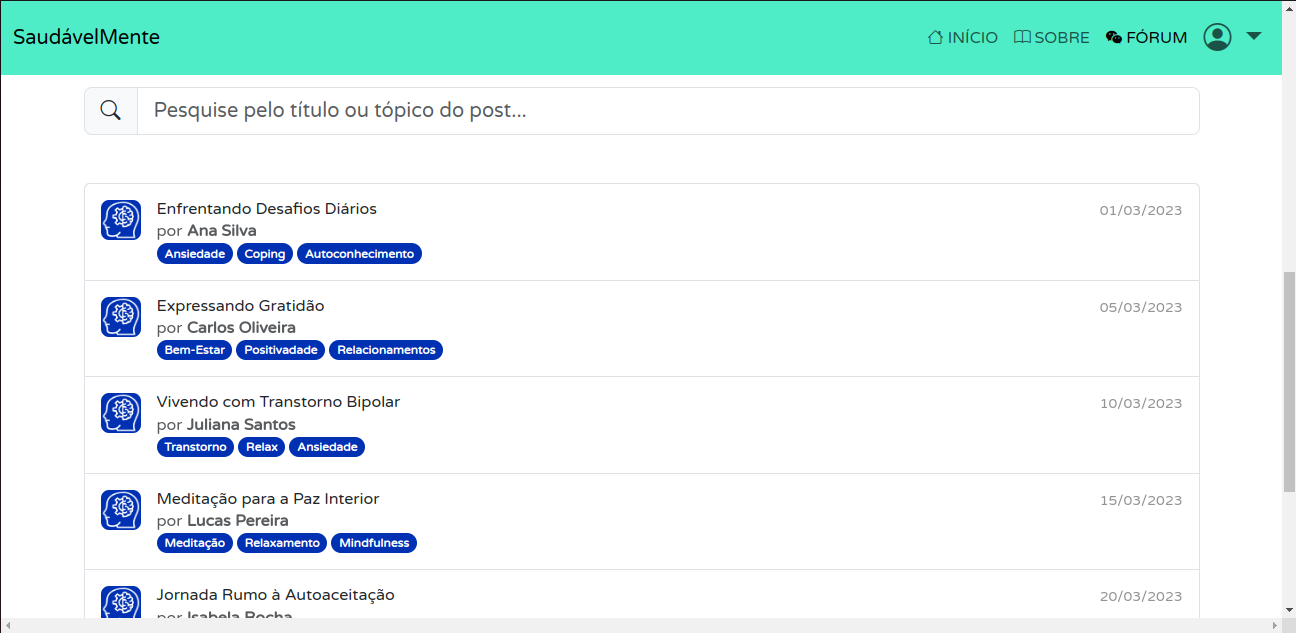 SaudávelMente
INÍCIO SOBRE FÓRUM
Pesquise pelo título ou tópico do post...
Enfrentando Desafios Diários 01/03/2023
por Ana Silva
Ansiedade Coping Autoconhecimento
Expressando Gratidão 05/03/2023
por Carlos Oliveira
Bem-Estar Positivadade Relacionamentos
Vivendo com Transtorno Bipolar 10/03/2023
por Juliana Santos
Transtorno Relax Ansiedade
Meditação para a Paz Interior 15/03/2023
por Lucas Pereira
Meditação Relaxamento Mindfulness
Jornada Rumo à Autoaceitação 20/03/2023
por Isabela Rocha